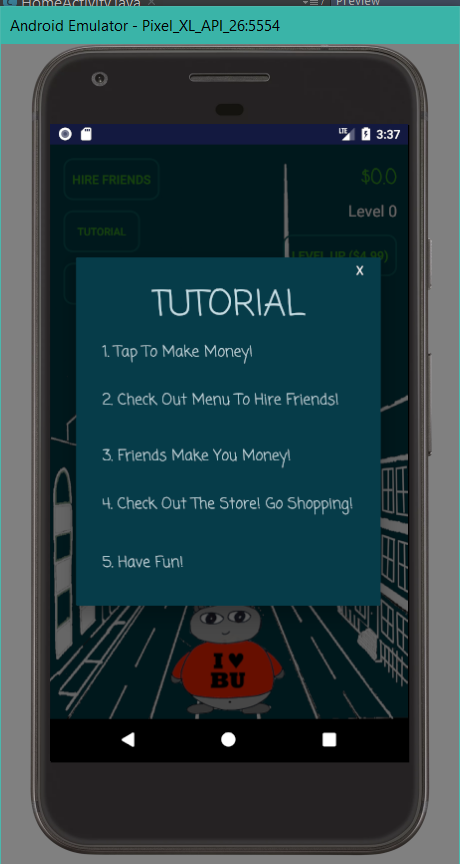 HomeActivityJava
Preview
Android Emulator - Pixel_XL_API_26:5554
LTE 3:37
HIRE FRIENDS
$0.0
Level 0
TUTORIAL
LEVEL UP ($4.99)
X
TUTORIAL
1. Tap To Make Money!
2. Check Out Menu To Hire Friends!
3. Friends Make You Money!
4. Check Out The Store! Go Shopping!
5. Have Fun!
I ♥
BU